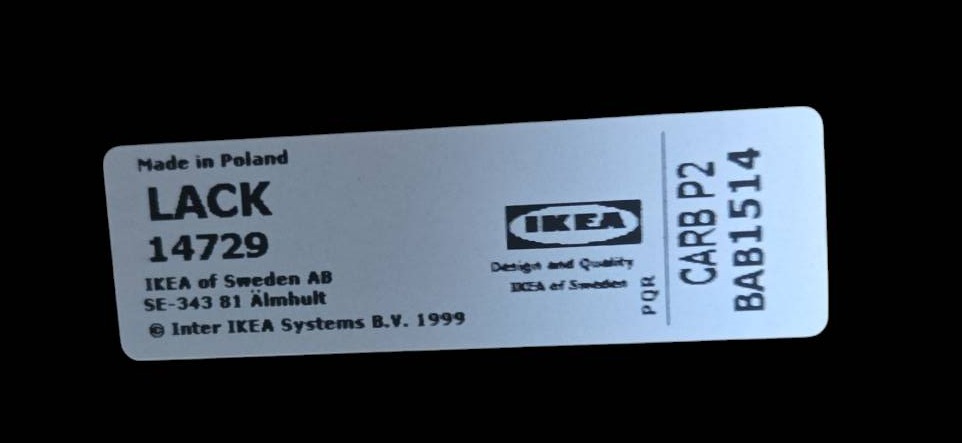 Made in Poland
LACK
14729
IKEA of Sweden AB
SE-343 81 Älmhult
© Inter IKEA Systems B.V. 1999
IKEA
Design and Quality
IKEA of Sweden
PQR
CARB P2
BAB1514